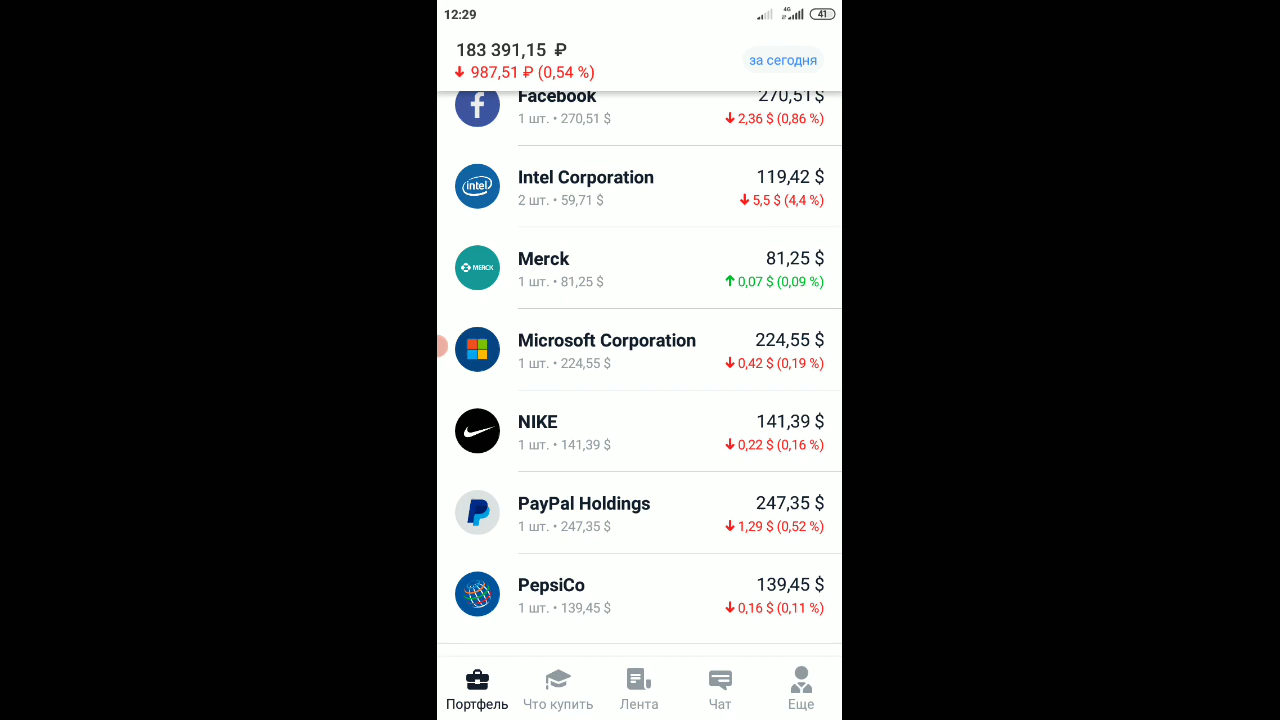 12:29
4G
41
183 391,15 ₽
987,51 ₽ (0,54 %)
за сегодня
Facebook
270,51 $
1 шт. • 270,51 $
2,36 $ (0,86 %)
intel
Intel Corporation
119,42 $
2 шт. • 59,71 $
5,5 $ (4,4 %)
MERCK
Merck
81,25 $
1 шт. • 81,25 $
0,07 $ (0,09 %)
Microsoft Corporation
224,55 $
1 шт. • 224,55 $
0,42 $ (0,19 %)
NIKE
141,39 $
1 шт. • 141,39 $
0,22 $ (0,16 %)
PayPal Holdings
247,35 $
1 шт. • 247,35 $
1,29 $ (0,52 %)
PepsiCo
139,45 $
1 шт. • 139,45 $
0,16 $ (0,11 %)
Портфель
Что купить
Лента
Чат
Еще